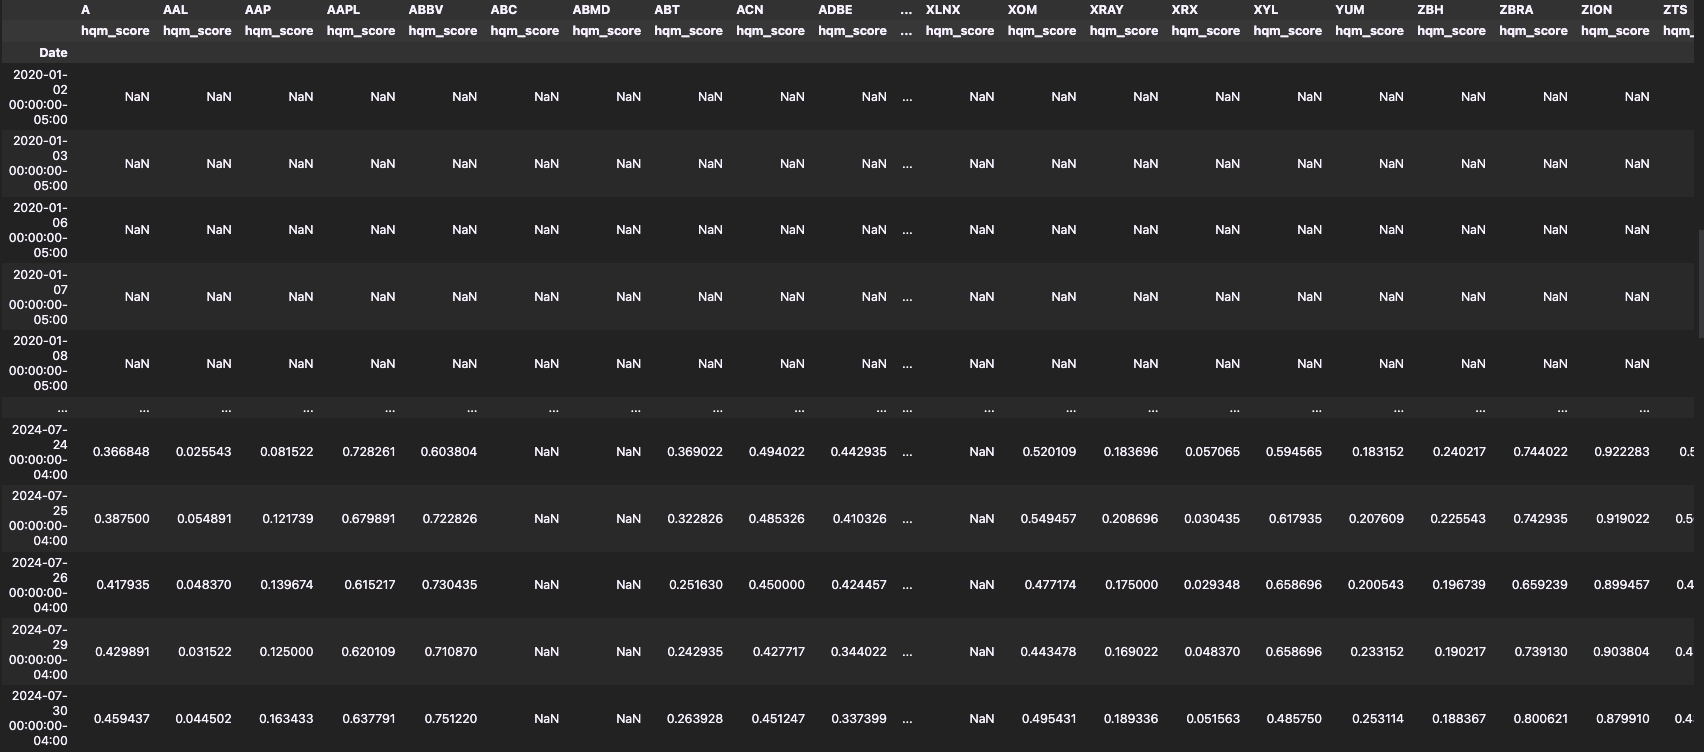 A AAL AAP AAPL ABBV ABC ABMD ABT ACN ADBE ... XLNX XOM XRAY XRX XYL YUM ZBH ZBRA ZION ZTS
hqm_score hqm_score hqm_score hqm_score hqm_score hqm_score hqm_score hqm_score hqm_score hqm_score ... hqm_score hqm_score hqm_score hqm_score hqm_score hqm_score hqm_score hqm_score hqm_score hqm_
Date
2020-01-
02
NaN NaN NaN NaN NaN NaN NaN NaN NaN NaN ... NaN NaN NaN NaN NaN NaN NaN NaN NaN
00:00:00-
05:00
2020-01-
03
NaN NaN NaN NaN NaN NaN NaN NaN NaN NaN ... NaN NaN NaN NaN NaN NaN NaN NaN NaN
00:00:00-
05:00
2020-01-
06
NaN NaN NaN NaN NaN NaN NaN NaN NaN NaN ... NaN NaN NaN NaN NaN NaN NaN NaN NaN
00:00:00-
05:00
2020-01-
07
NaN NaN NaN NaN NaN NaN NaN NaN NaN NaN ... NaN NaN NaN NaN NaN NaN NaN NaN NaN
00:00:00-
05:00
2020-01-
08
NaN NaN NaN NaN NaN NaN NaN NaN NaN NaN ... NaN NaN NaN NaN NaN NaN NaN NaN NaN
00:00:00-
05:00
... ... ... ... ... ... ... ... ... ... ... ... ... ... ... ... ... ... ... ... ...
2024-07-
24
0.366848 0.025543 0.081522 0.728261 0.603804 NaN NaN 0.369022 0.494022 0.442935 ... NaN 0.520109 0.183696 0.057065 0.594565 0.183152 0.240217 0.744022 0.922283 0.5
00:00:00-
04:00
2024-07-
25
0.387500 0.054891 0.121739 0.679891 0.722826 NaN NaN 0.322826 0.485326 0.410326 ... NaN 0.549457 0.208696 0.030435 0.617935 0.207609 0.225543 0.742935 0.919022 0.5
00:00:00-
04:00
2024-07-
26
0.417935 0.048370 0.139674 0.615217 0.730435 NaN NaN 0.251630 0.450000 0.424457 ... NaN 0.477174 0.175000 0.029348 0.658696 0.200543 0.196739 0.659239 0.899457 0.4
00:00:00-
04:00
2024-07-
29
0.429891 0.031522 0.125000 0.620109 0.710870 NaN NaN 0.242935 0.427717 0.344022 ... NaN 0.443478 0.169022 0.048370 0.658696 0.233152 0.190217 0.739130 0.903804 0.4
00:00:00-
04:00
2024-07-
30
0.459437 0.044502 0.163433 0.637791 0.751220 NaN NaN 0.263928 0.451247 0.337399 ... NaN 0.495431 0.189336 0.051563 0.485750 0.253114 0.188367 0.800621 0.879910 0.4
00:00:00-
04:00